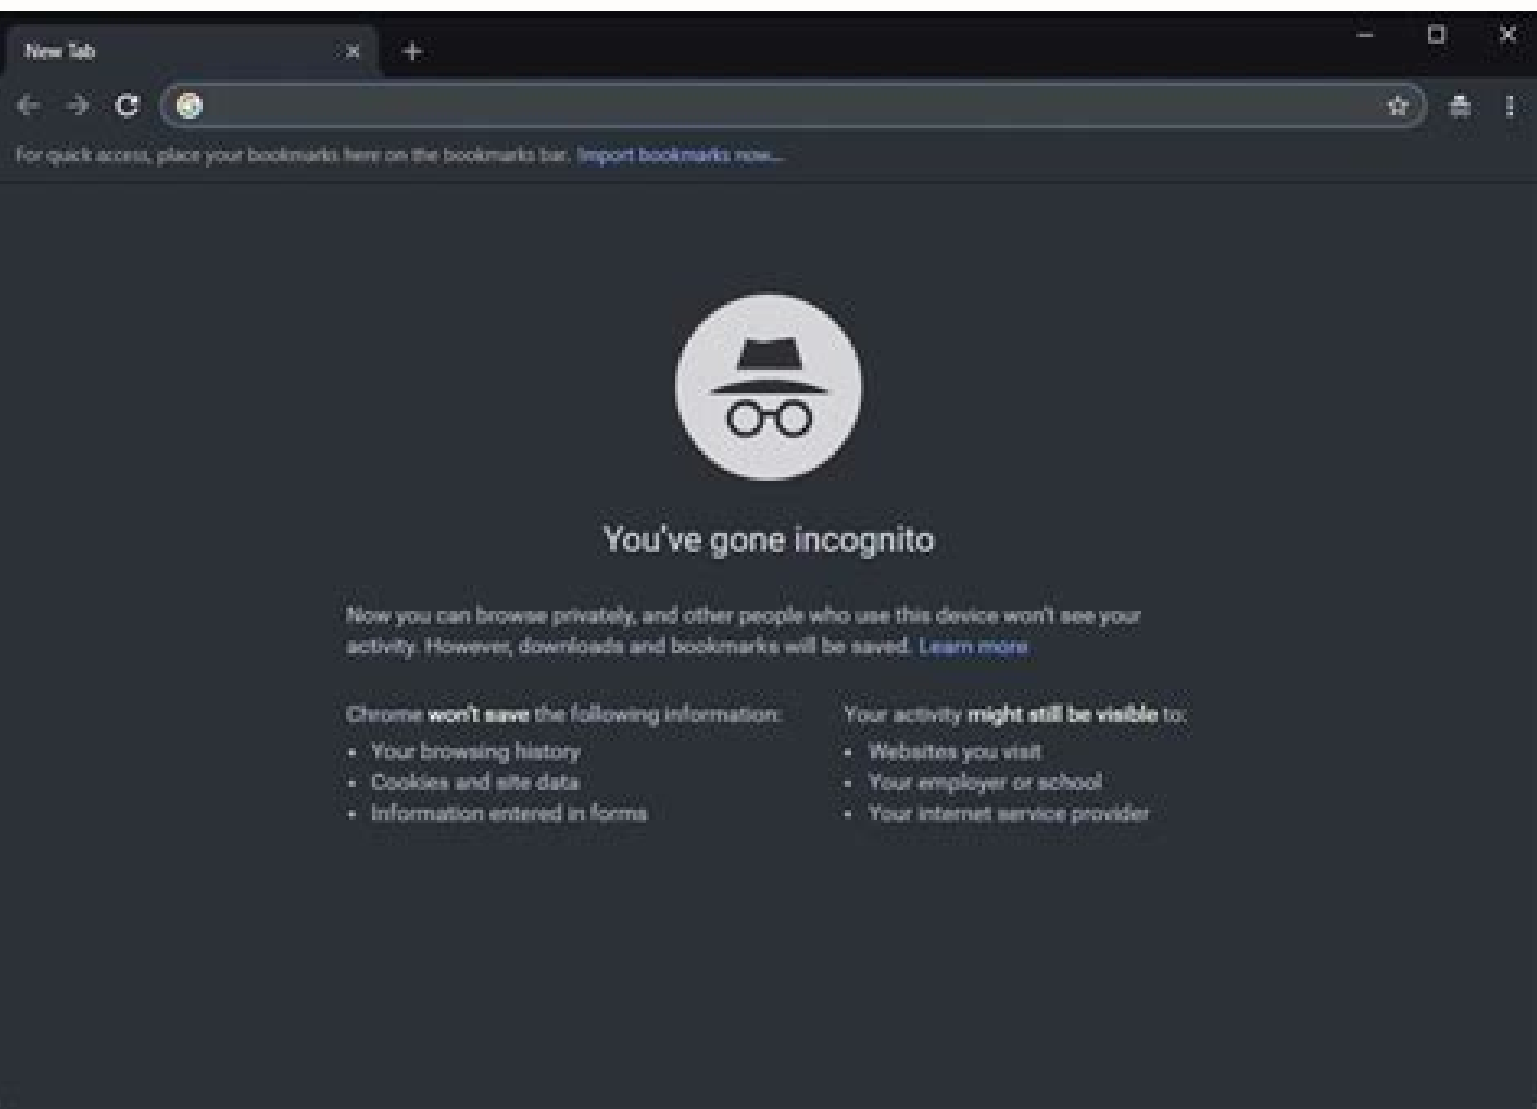 New Tab
For quick access, place your bookmarks here on the bookmarks bar. Import bookmarks now...
You've gone incognito
Now you can browse privately, and other people who use this device won't see your
activity. However, downloads and bookmarks will be saved. Learn more
Chrome won't save the following information:
• Your browsing history
• Cookies and site data
• Information entered in forms
Your activity might still be visible to:
• Websites you visit
• Your employer or school
• Your internet service provider